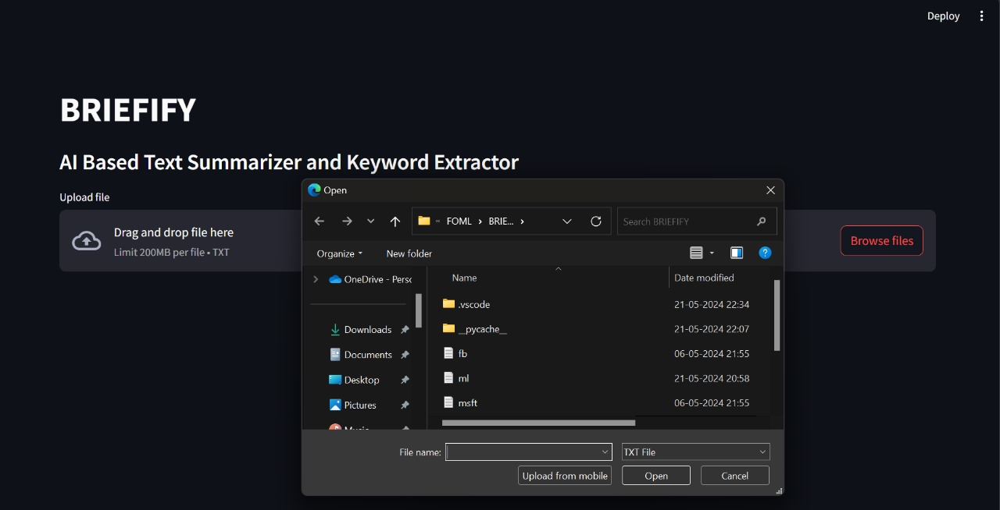 Deploy
BRIEFIFY
AI Based Text Summarizer and Keyword Extractor
Upload file
Drag and drop file here
Limit 200MB per file • TXT
Browse files
Open
« FOML › BRIE... ›
Search BRIEFIFY
Organize
New folder
OneDrive - Perso
Name
Date modified
.vscode
21-05-2024 22:34
Downloads
__pycache__
21-05-2024 22:07
Documents
fb
06-05-2024 21:55
Desktop
ml
21-05-2024 20:58
Pictures
msft
06-05-2024 21:55
Music
File name:
TXT File
Upload from mobile
Open
Cancel